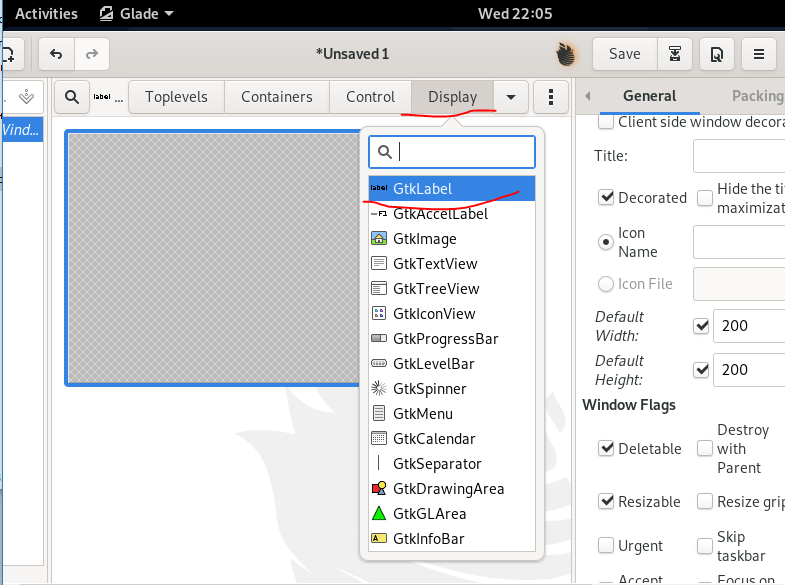 Activities Glade Wed 22:05
*Unsaved 1 Save
label ... Toplevels Containers Control Display
General Packing
Wind...
Client side window decora
Title:
Decorated Hide the ti
maximizat
Icon
Name
Icon File
Default
Width: 200
Default
Height: 200
Window Flags
Deletable Destroy
with
Parent
Resizable Resize grip
Urgent Skip
taskbar
Accept Focus on
label GtkLabel
F1 GtkAccelLabel
GtkImage
GtkTextView
GtkTreeView
GtkIconView
GtkProgressBar
GtkLevelBar
GtkSpinner
GtkMenu
GtkCalendar
GtkSeparator
GtkDrawingArea
GtkGLArea
A GtkInfoBar